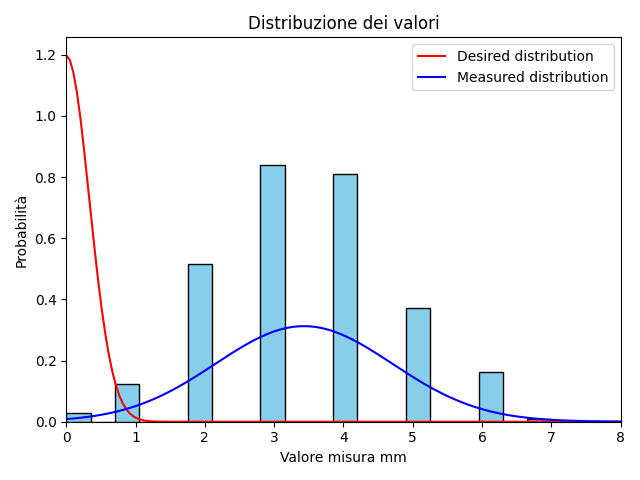 Distribuzione dei valori
Desired distribution
Measured distribution
Probabilità
1.2
1.0
0.8
0.6
0.4
0.2
0.0
0 1 2 3 4 5 6 7 8
Valore misura mm